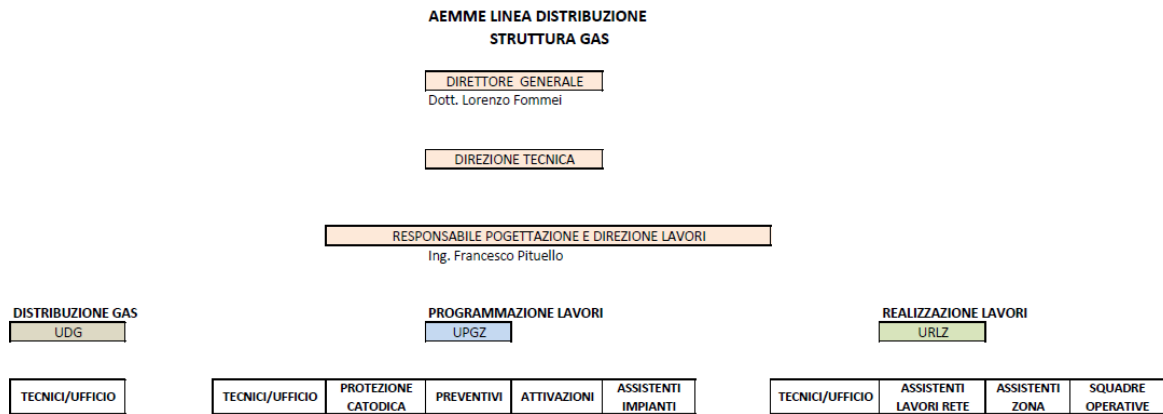 AEMME LINEA DISTRIBUZIONE
STRUTTURA GAS
DIRETTORE GENERALE
Dott. Lorenzo Fommei
DIREZIONE TECNICA
RESPONSABILE POGETTAZIONE E DIREZIONE LAVORI
Ing. Francesco Pituello
DISTRIBUZIONE GAS
UDG
PROGRAMMAZIONE LAVORI
UPGZ
REALIZZAZIONE LAVORI
URLZ
TECNICI/UFFICIO
TECNICI/UFFICIO
PROTEZIONE
CATODICA
PREVENTIVI
ATTIVAZIONI
ASSISTENTI
IMPIANTI
TECNICI/UFFICIO
ASSISTENTI
LAVORI RETE
ASSISTENTI
ZONA
SQUADRE
OPERATIVE